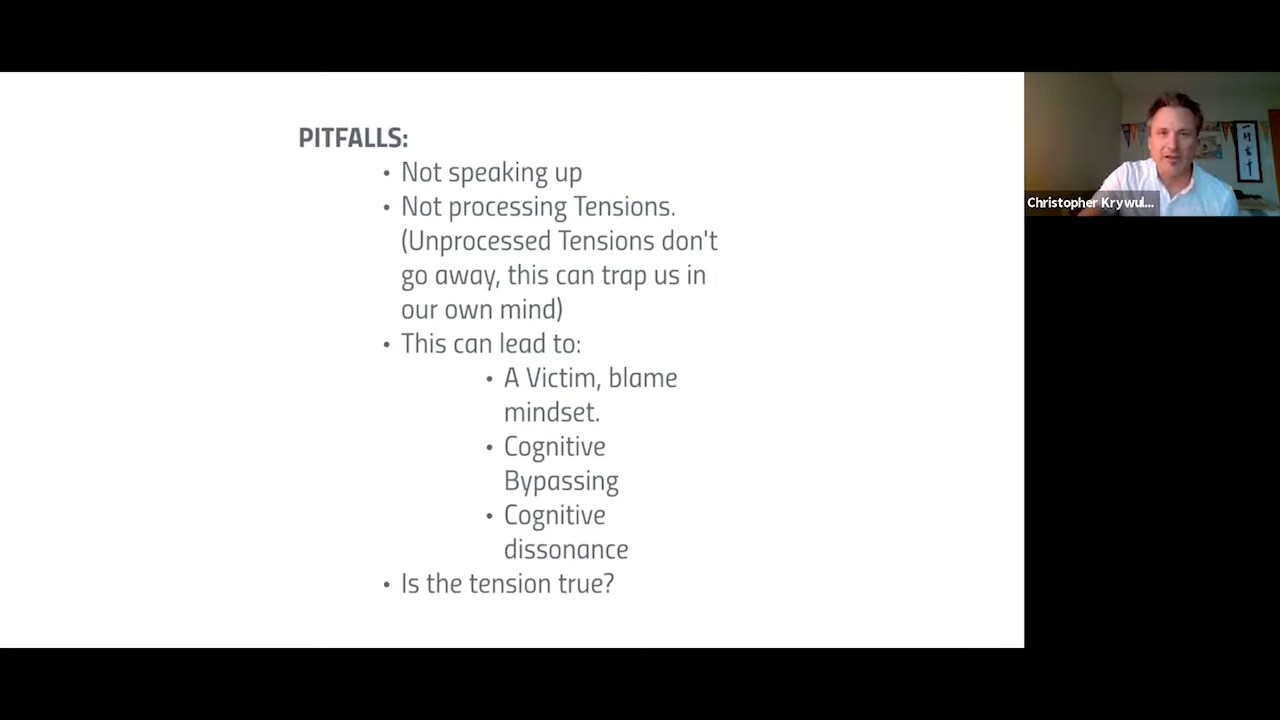 PITFALLS:
• Not speaking up
• Not processing Tensions.
(Unprocessed Tensions don't
go away, this can trap us in
our own mind)
• This can lead to:
• A Victim, blame
mindset.
• Cognitive
Bypassing
• Cognitive
dissonance
• Is the tension true?
Christopher Krywul...